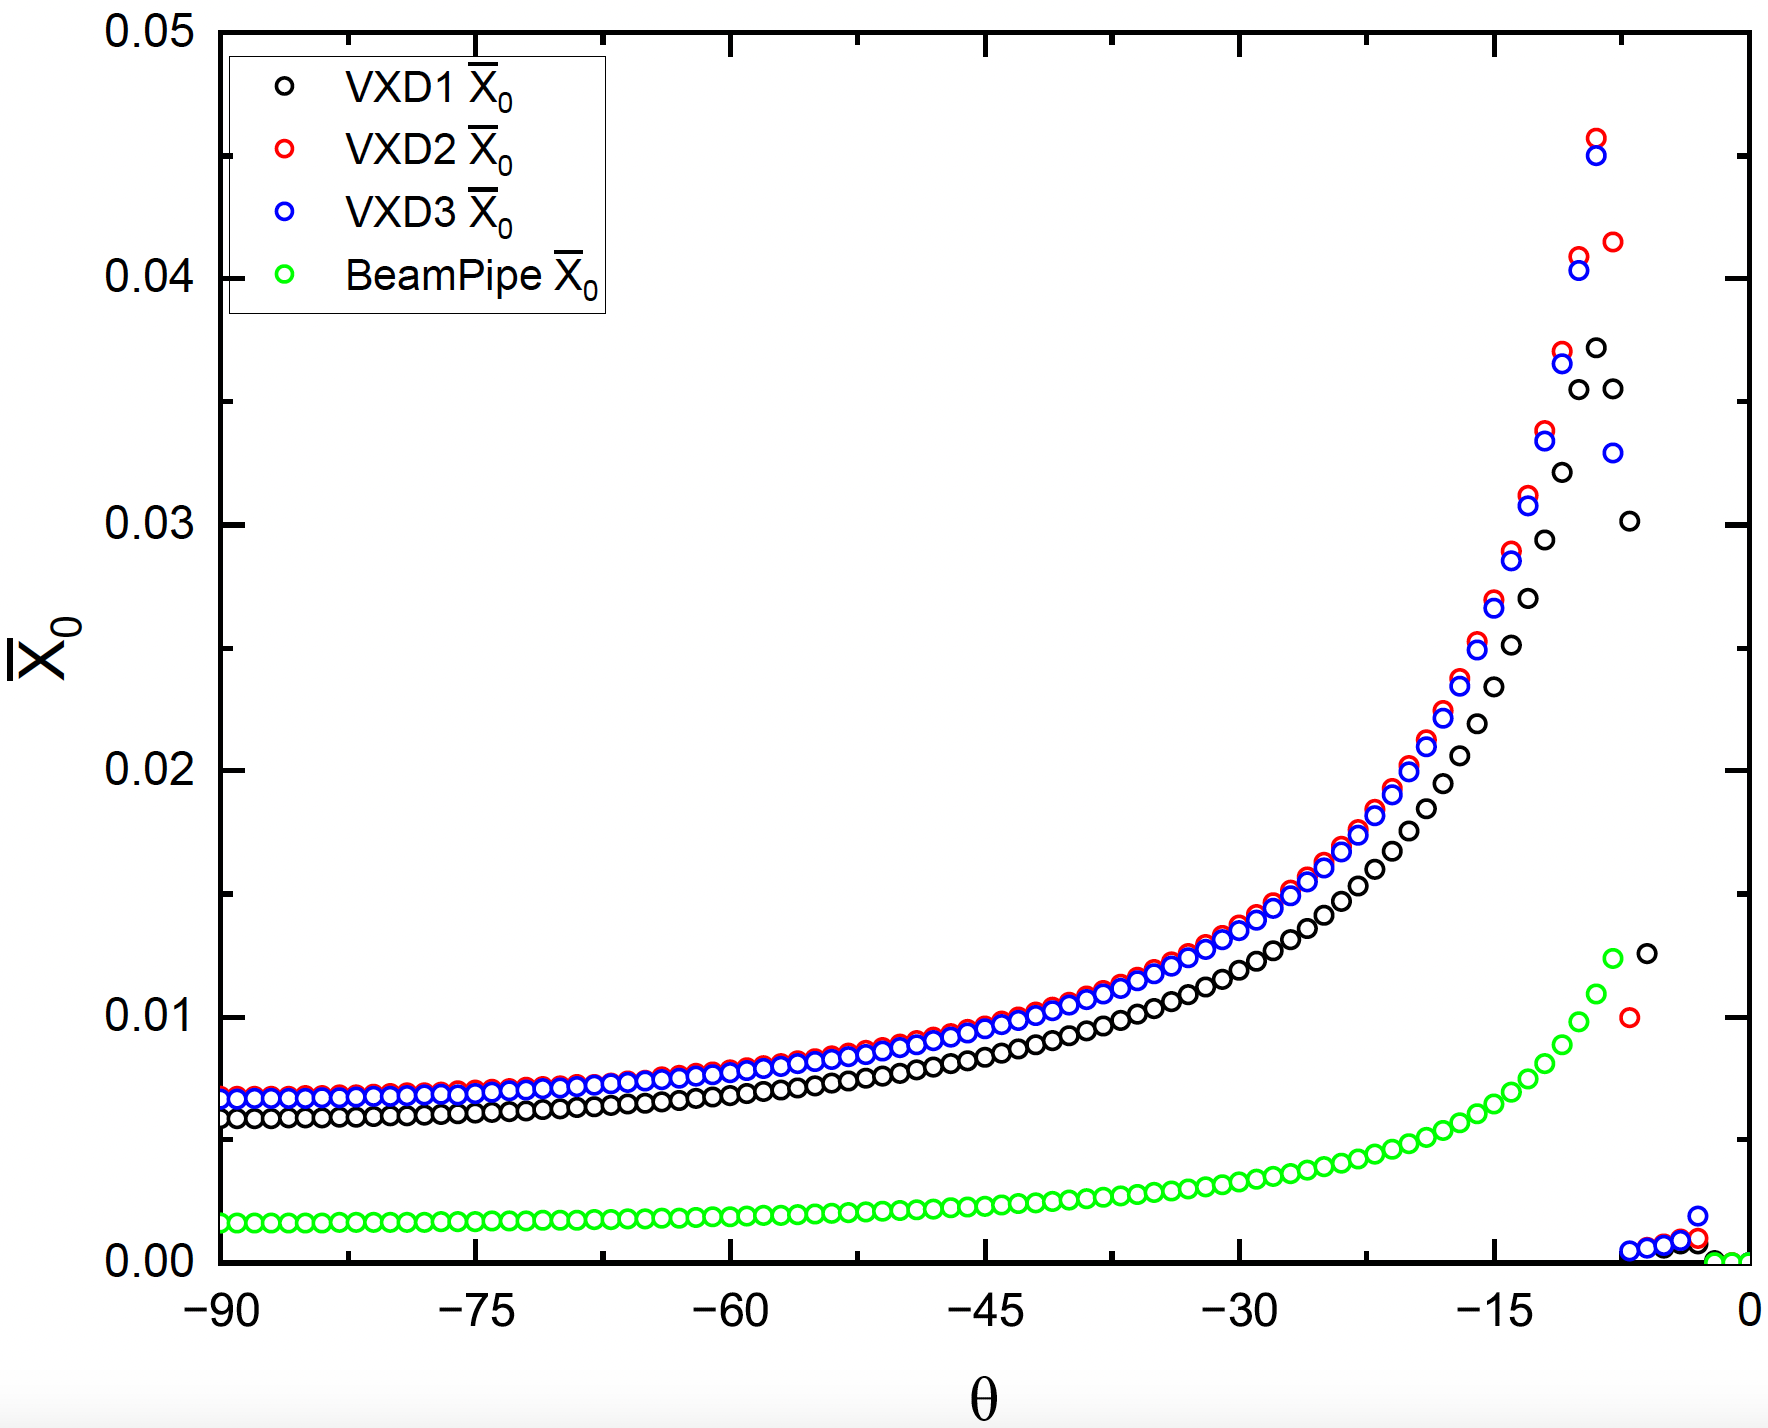 0.05
0.04
0.03
0.02
0.01
0.00
X̅₀
VXD1 X̅₀
VXD2 X̅₀
VXD3 X̅₀
BeamPipe X̅₀
−90 −75 −60 −45 −30 −15 0
θ